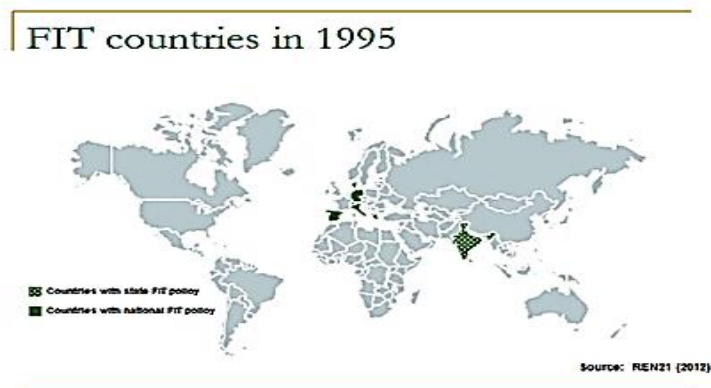 FIT countries in 1995
Countries with state FIT policy
Countries with national FIT policy
Source: REN21 (2012)